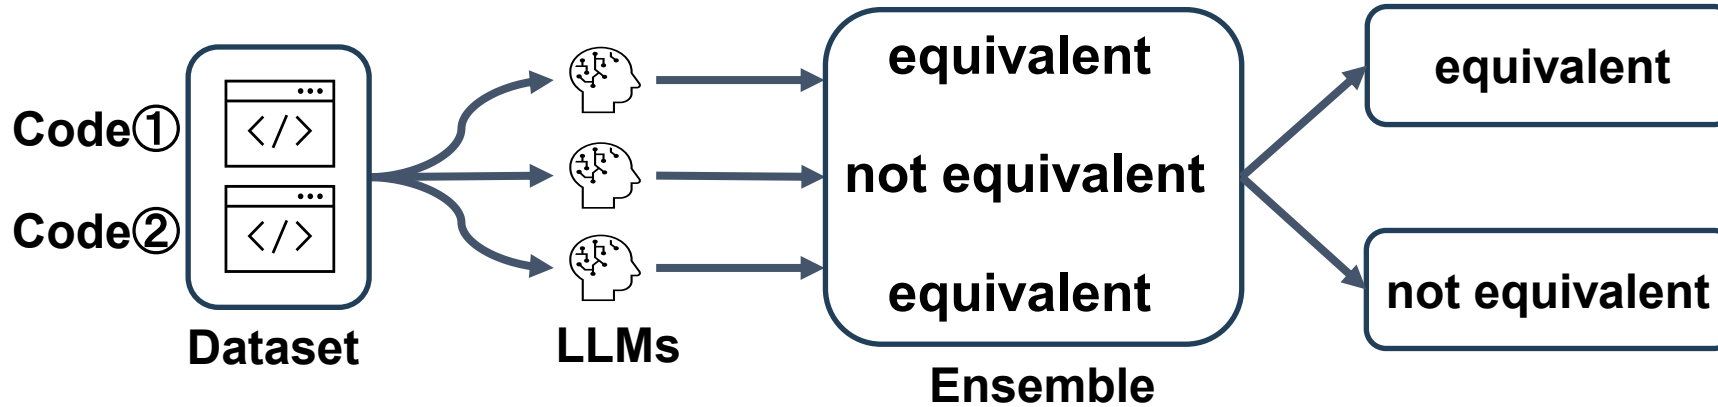 Code①
</>
Code②
</>
Dataset
LLMs
equivalent
not equivalent
equivalent
Ensemble
equivalent
not equivalent